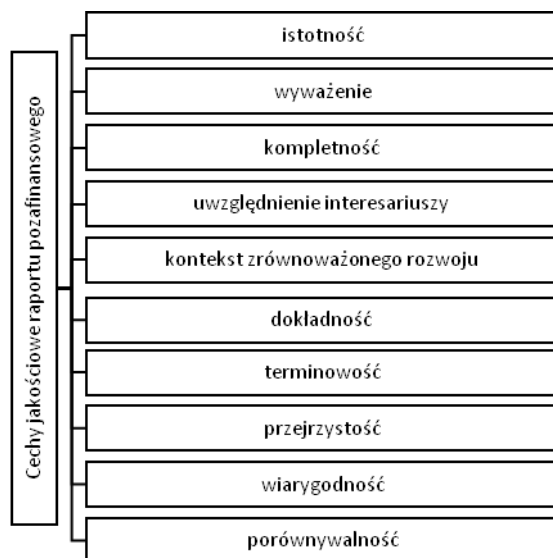 Cechy jakościowe raportu pozafinansowego
istotność
wyważenie
kompletność
uwzględnienie interesariuszy
kontekst zrównoważonego rozwoju
dokładność
terminowość
przejrzystość
wiarygodność
porównywalność